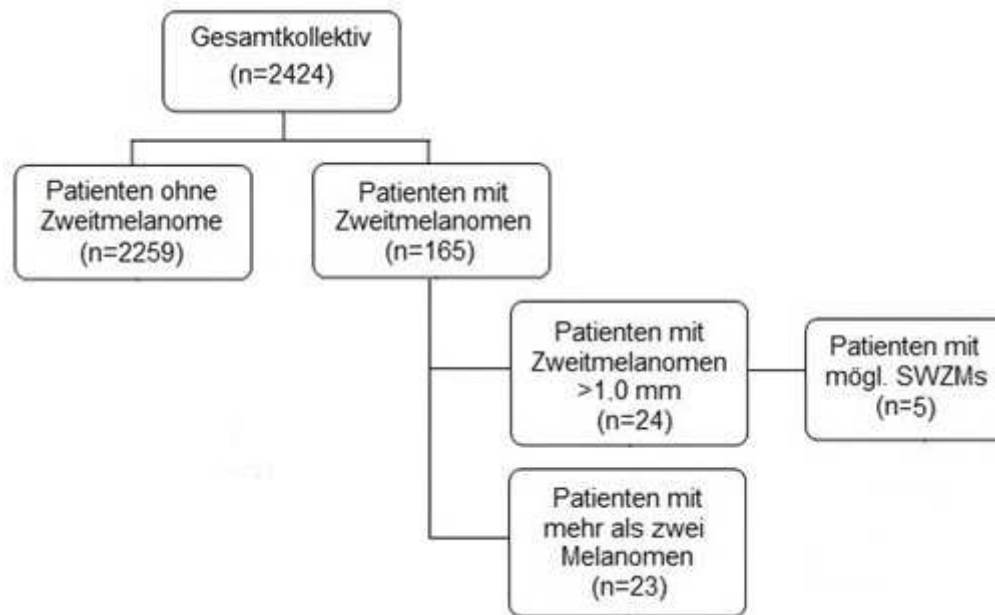 Gesamtkollektiv
(n=2424)
Patienten ohne
Zweitmelanome
(n=2259)
Patienten mit
Zweitmelanomen
(n=165)
Patienten mit
Zweitmelanomen
>1.0 mm
(n=24)
Patienten mit
mögl. SWZMs
(n=5)
Patienten mit
mehr als zwei
Melanomen
(n=23)